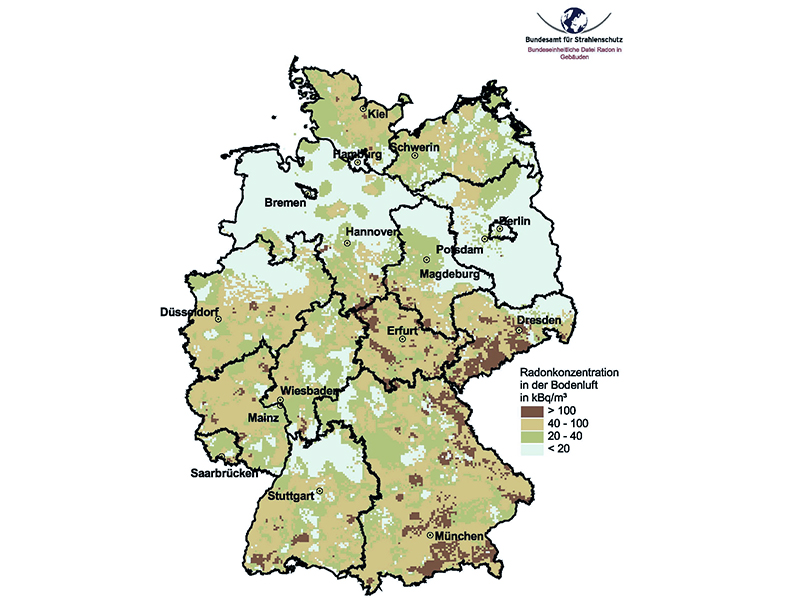 Bundesamt für Strahlenschutz
Bundeseinheitliche Datei Radon in
Gebäuden
Kiel
Schwerin
Hamburg
Bremen
Berlin
Hannover
Potsdam
Magdeburg
Düsseldorf
Dresden
Erfurt
Wiesbaden
Mainz
Saarbrücken
Stuttgart
München
Radonkonzentration
in der Bodenluft
in kBq/m³
> 100
40 - 100
20 - 40
< 20